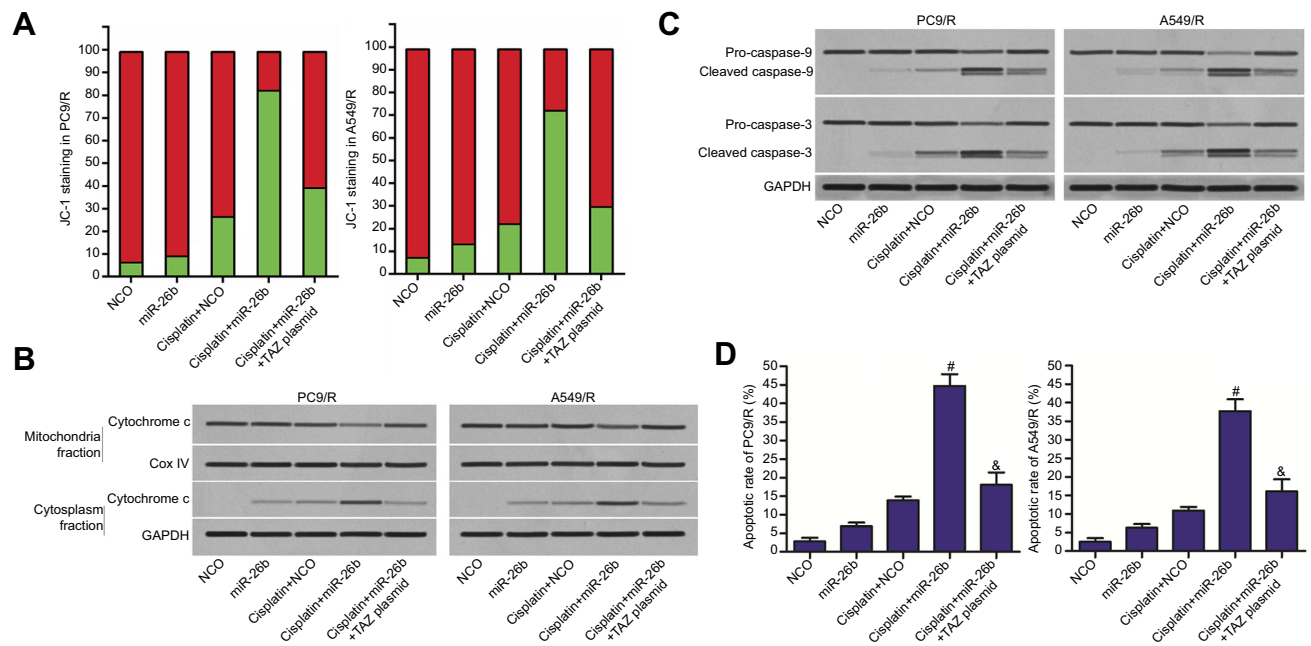 A
JC-1 staining in PC9/R
100
90
80
70
60
50
40
30
20
10
0
NCO
miR-26b
Cisplatin+NCO
Cisplatin+miR-26b
Cisplatin+miR-26b
+TAZ plasmid
JC-1 staining in A549/R
100
90
80
70
60
50
40
30
20
10
0
NCO
miR-26b
Cisplatin+NCO
Cisplatin+miR-26b
Cisplatin+miR-26b
+TAZ plasmid
B
PC9/R
A549/R
Mitochondria
fraction
Cytochrome c
Cox IV
Cytoplasm
fraction
Cytochrome c
GAPDH
NCO
miR-26b
Cisplatin+NCO
Cisplatin+miR-26b
Cisplatin+miR-26b
+TAZ plasmid
NCO
miR-26b
Cisplatin+NCO
Cisplatin+miR-26b
Cisplatin+miR-26b
+TAZ plasmid
C
PC9/R
A549/R
Pro-caspase-9
Cleaved caspase-9
Pro-caspase-3
Cleaved caspase-3
GAPDH
NCO
miR-26b
Cisplatin+NCO
Cisplatin+miR-26b
Cisplatin+miR-26b
+TAZ plasmid
NCO
miR-26b
Cisplatin+NCO
Cisplatin+miR-26b
Cisplatin+miR-26b
+TAZ plasmid
D
Apoptotic rate of PC9/R (%)
50
45
40
35
30
25
20
15
10
5
0
#
&
NCO
miR-26b
Cisplatin+NCO
Cisplatin+miR-26b
Cisplatin+miR-26b
+TAZ plasmid
Apoptotic rate of A549/R (%)
50
45
40
35
30
25
20
15
10
5
0
#
&
NCO
miR-26b
Cisplatin+NCO
Cisplatin+miR-26b
Cisplatin+miR-26b
+TAZ plasmid